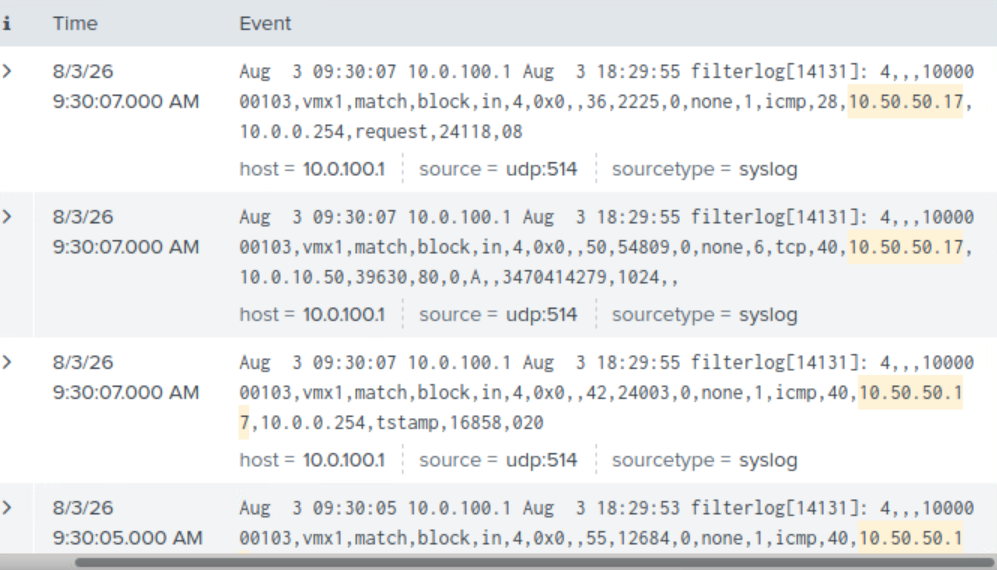 i Time Event
8/3/26
9:30:07.000 AM
Aug  3 09:30:07 10.0.100.1 Aug  3 18:29:55 filterlog[14131]: 4,,,10000
00103,vmx1,match,block,in,4,0x0,,36,2225,0,none,1,icmp,28,10.50.50.17,
10.0.0.254,request,24118,08
host = 10.0.100.1 source = udp:514 sourcetype = syslog
8/3/26
9:30:07.000 AM
Aug  3 09:30:07 10.0.100.1 Aug  3 18:29:55 filterlog[14131]: 4,,,10000
00103,vmx1,match,block,in,4,0x0,,50,54809,0,none,6,tcp,40,10.50.50.17,
10.0.10.50,39630,80,0,A,,3470414279,1024,,
host = 10.0.100.1 source = udp:514 sourcetype = syslog
8/3/26
9:30:07.000 AM
Aug  3 09:30:07 10.0.100.1 Aug  3 18:29:55 filterlog[14131]: 4,,,10000
00103,vmx1,match,block,in,4,0x0,,42,24003,0,none,1,icmp,40,10.50.50.1
7,10.0.0.254,tstamp,16858,020
host = 10.0.100.1 source = udp:514 sourcetype = syslog
8/3/26
9:30:05.000 AM
Aug  3 09:30:05 10.0.100.1 Aug  3 18:29:53 filterlog[14131]: 4,,,10000
00103,vmx1,match,block,in,4,0x0,,55,12684,0,none,1,icmp,40,10.50.50.1